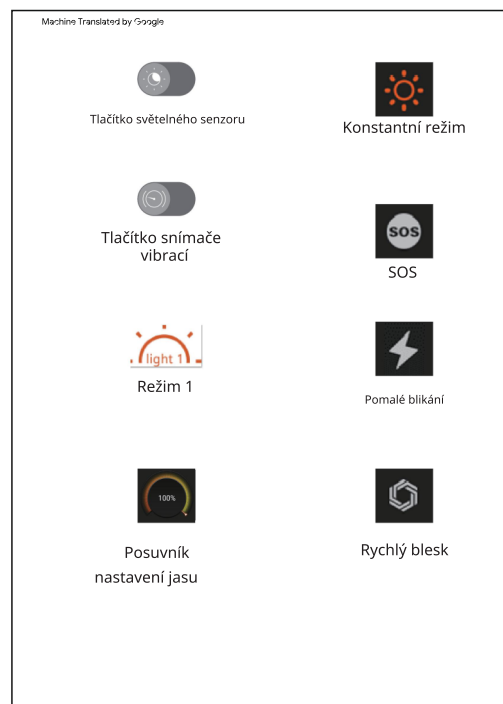 Machine Translated by Google
Tlačítko světelného senzoru
Konstantní režim
Tlačítko snímače
vibrací
SOS
SOS
light 1
Režim 1
Pomalé blikání
100%
Posuvník
nastavení jasu
Rychlý blesk